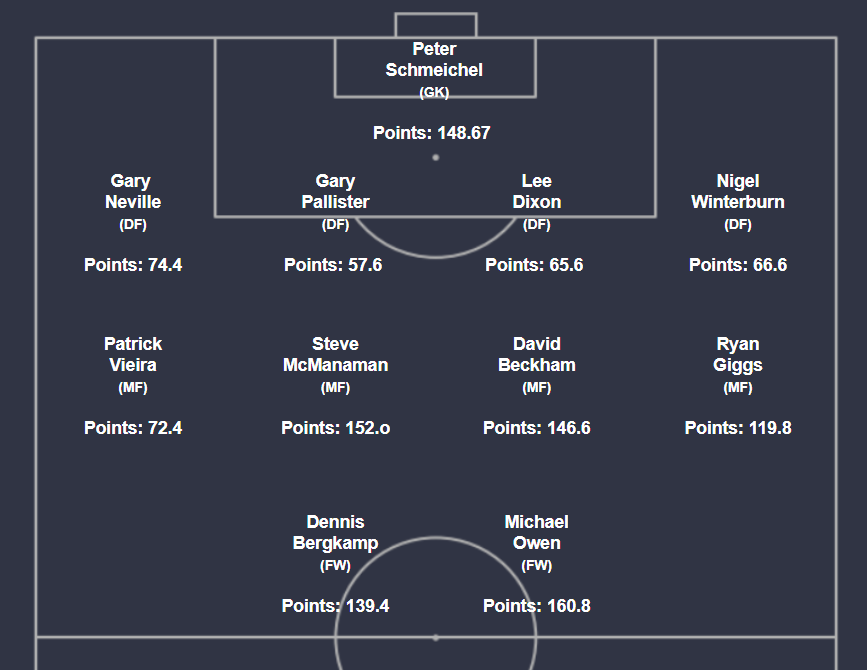 Peter
Schmeichel
(GK)
Points: 148.67
Gary
Neville
(DF)
Points: 74.4
Gary
Pallister
(DF)
Points: 57.6
Lee
Dixon
(DF)
Points: 65.6
Nigel
Winterburn
(DF)
Points: 66.6
Patrick
Vieira
(MF)
Points: 72.4
Steve
McManaman
(MF)
Points: 152.o
David
Beckham
(MF)
Points: 146.6
Ryan
Giggs
(MF)
Points: 119.8
Dennis
Bergkamp
(FW)
Points: 139.4
Michael
Owen
(FW)
Points: 160.8